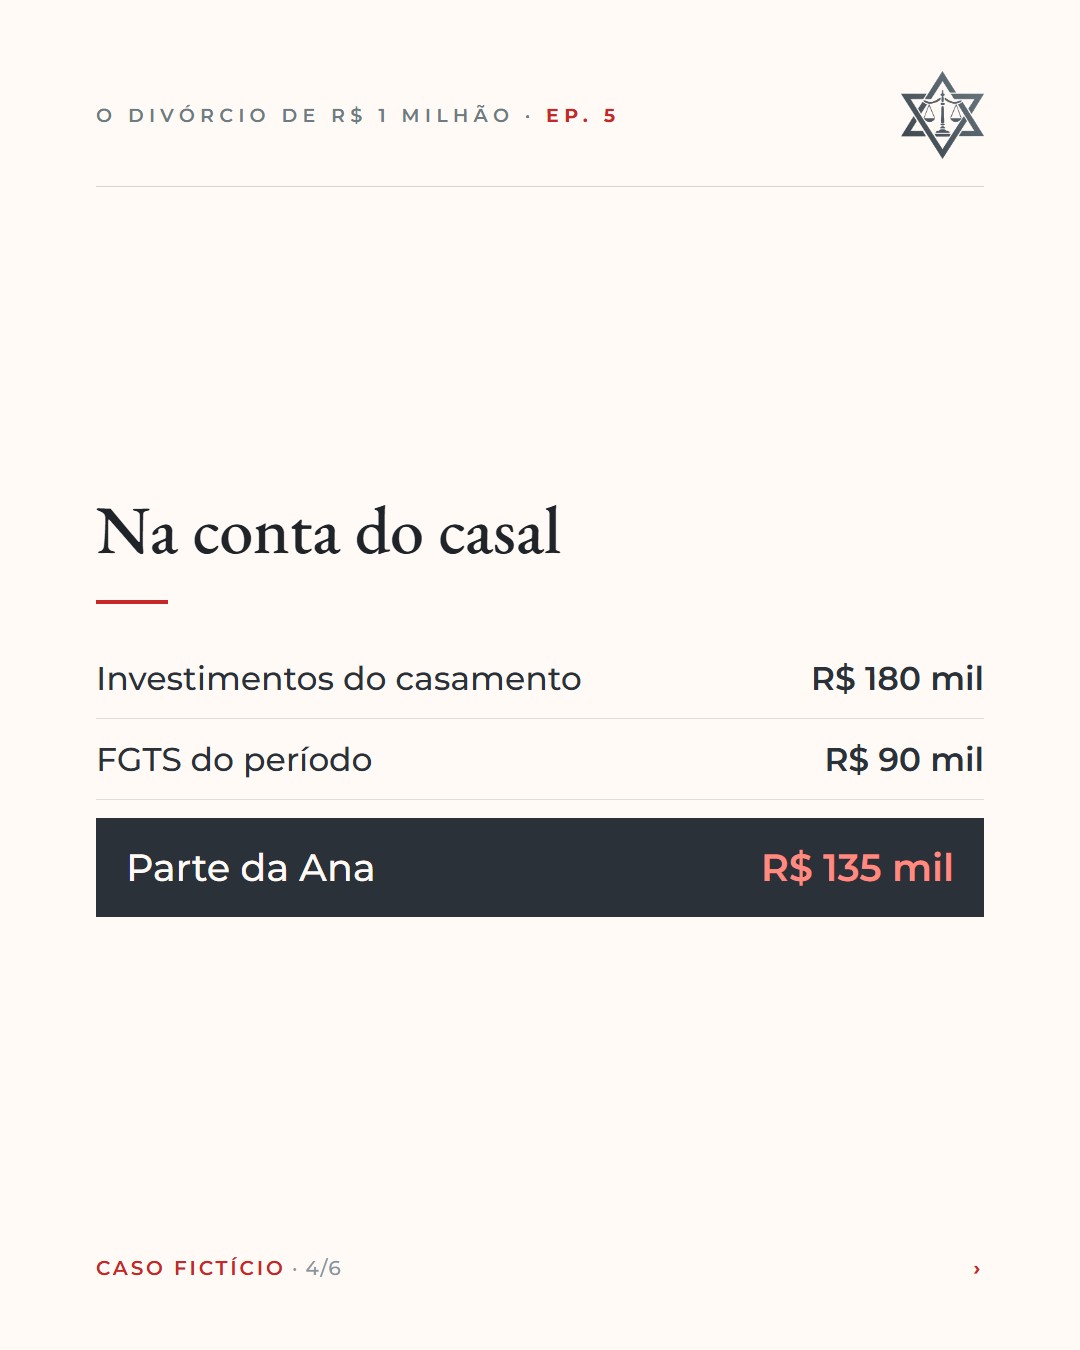 O DIVÓRCIO DE R$ 1 MILHÃO · EP. 5
Na conta do casal
Investimentos do casamento R$ 180 mil
FGTS do período R$ 90 mil
Parte da Ana R$ 135 mil
CASO FICTÍCIO · 4/6 ›